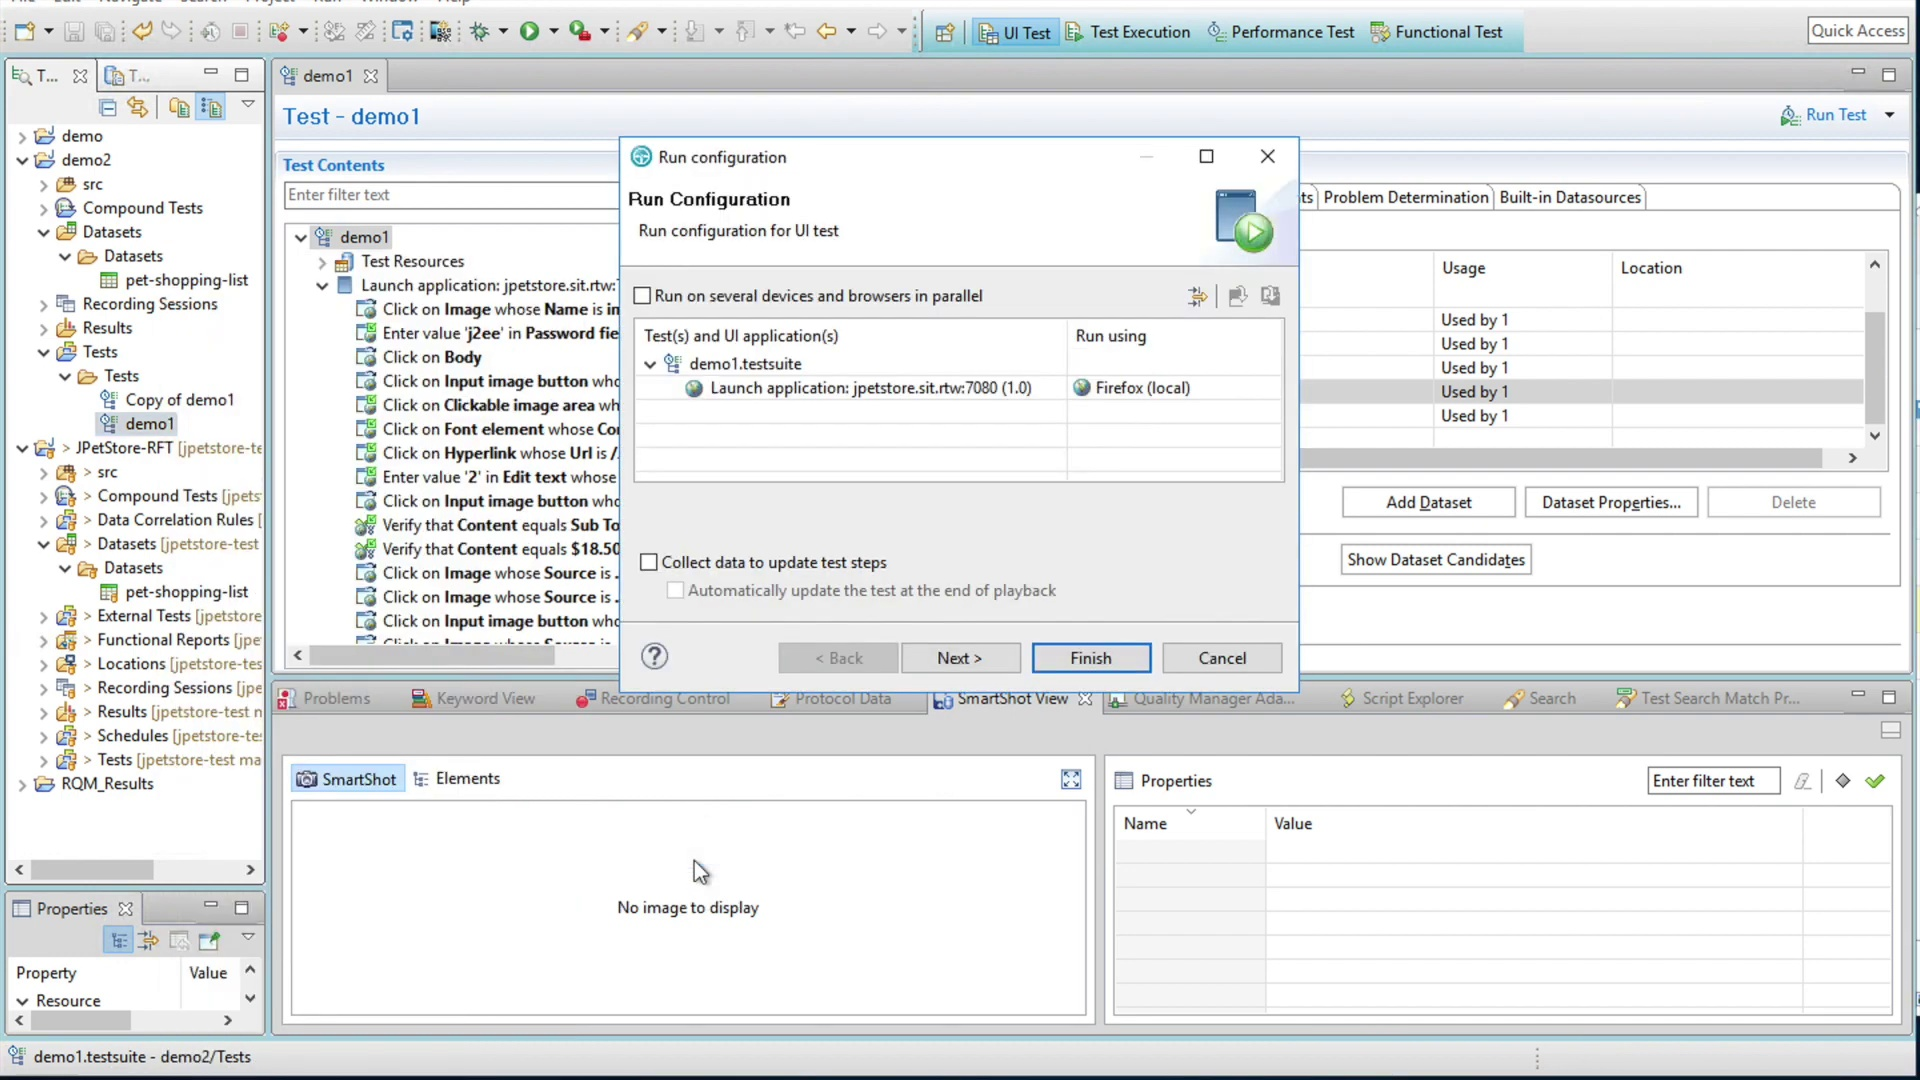 UI Test
Test Execution
Performance Test
Functional Test
Quick Access
T...
T...
demo1
Test - demo1
Run Test
demo
demo2
src
Compound Tests
Datasets
Datasets
pet-shopping-list
Recording Sessions
Results
Tests
Tests
Copy of demo1
demo1
> JPetStore-RFT [jpetstore-te
> src
> Compound Tests [jpets
> Data Correlation Rules [
> Datasets [jpetstore-test
> Datasets
pet-shopping-list
> External Tests [jpetstore
> Functional Reports [jpe
> Locations [jpetstore-te
> Recording Sessions [jpe
> Results [jpetstore-test n
> Schedules [jpetstore-te
> Tests [jpetstore-test ma
RQM_Results
Test Contents
Enter filter text
demo1
Test Resources
Launch application: jpetstore.sit.rtw:7
Click on Image whose Name is in
Enter value 'j2ee' in Password fie
Click on Body
Click on Input image button who
Click on Clickable image area wh
Click on Font element whose Co
Click on Hyperlink whose Url is /
Enter value '2' in Edit text whose
Click on Input image button who
Verify that Content equals Sub To
Verify that Content equals $18.50
Click on Image whose Source is .
Click on Image whose Source is .
Click on Input image button who
Click on Image whose Source is
Run configuration
Run Configuration
Run configuration for UI test
Run on several devices and browsers in parallel
Test(s) and UI application(s)
Run using
demo1.testsuite
Launch application: jpetstore.sit.rtw:7080 (1.0)
Firefox (local)
Collect data to update test steps
Automatically update the test at the end of playback
?
< Back
Next >
Finish
Cancel
ts
Problem Determination
Built-in Datasources
Usage
Location
Used by 1
Used by 1
Used by 1
Used by 1
Used by 1
Add Dataset
Dataset Properties...
Delete
Show Dataset Candidates
Problems
Keyword View
Recording Control
Protocol Data
SmartShot View
Quality Manager Ada...
Script Explorer
Search
Test Search Match Pr...
SmartShot
Elements
No image to display
Properties
Enter filter text
Name
Value
Properties
Property
Value
Resource
demo1.testsuite - demo2/Tests